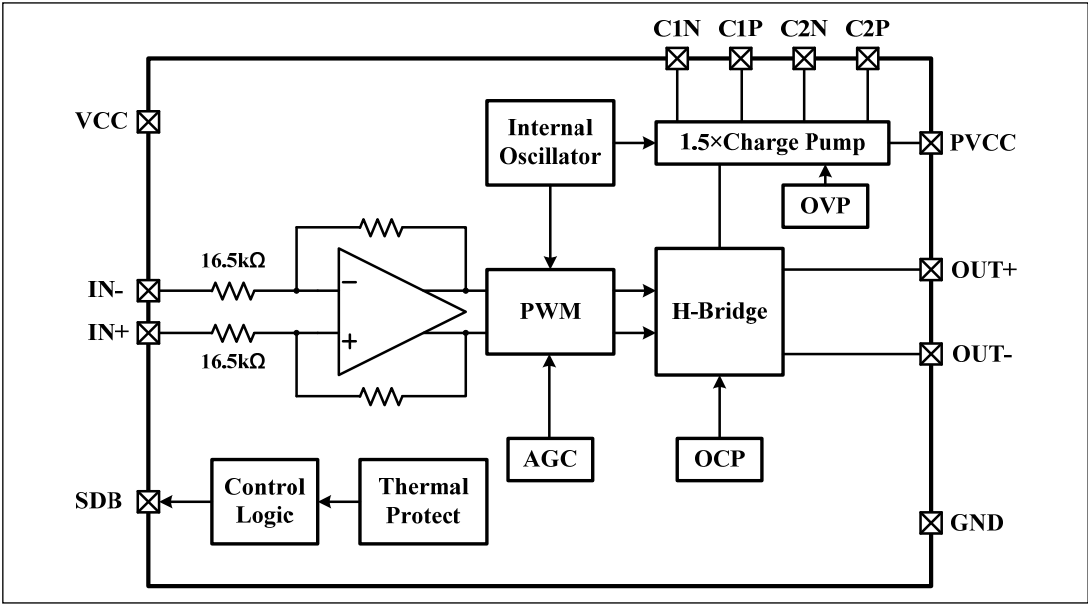 C1N C1P C2N C2P
VCC
Internal
Oscillator
1.5×Charge Pump
PVCC
OVP
16.5kΩ
IN-
IN+
16.5kΩ
−
+
PWM
H-Bridge
OUT+
OUT-
AGC
OCP
SDB
Control
Logic
Thermal
Protect
GND